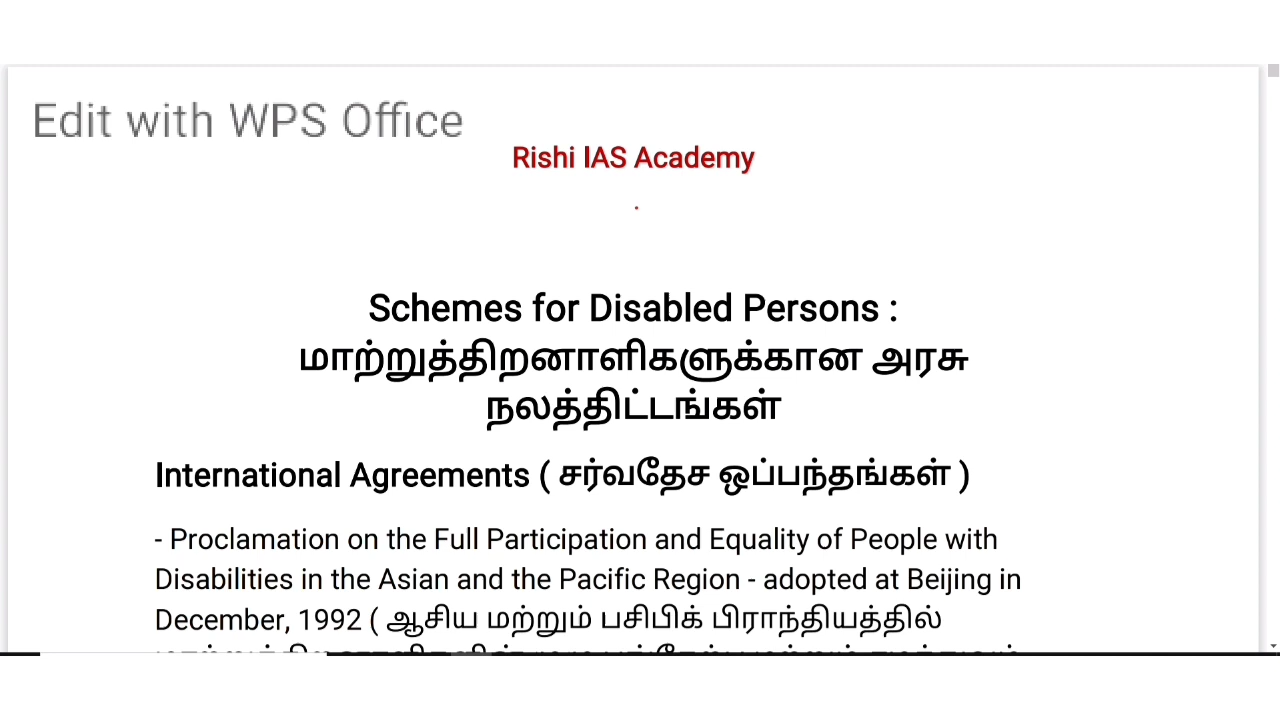 Edit with WPS Office
Rishi IAS Academy
.
Schemes for Disabled Persons :
மாற்றுத்திறனாளிகளுக்கான அரசு
நலத்திட்டங்கள்
International Agreements ( சர்வதேச ஒப்பந்தங்கள் )
- Proclamation on the Full Participation and Equality of People with
Disabilities in the Asian and the Pacific Region - adopted at Beijing in
December, 1992 ( ஆசிய மற்றும் பசிபிக் பிராந்தியத்தில்